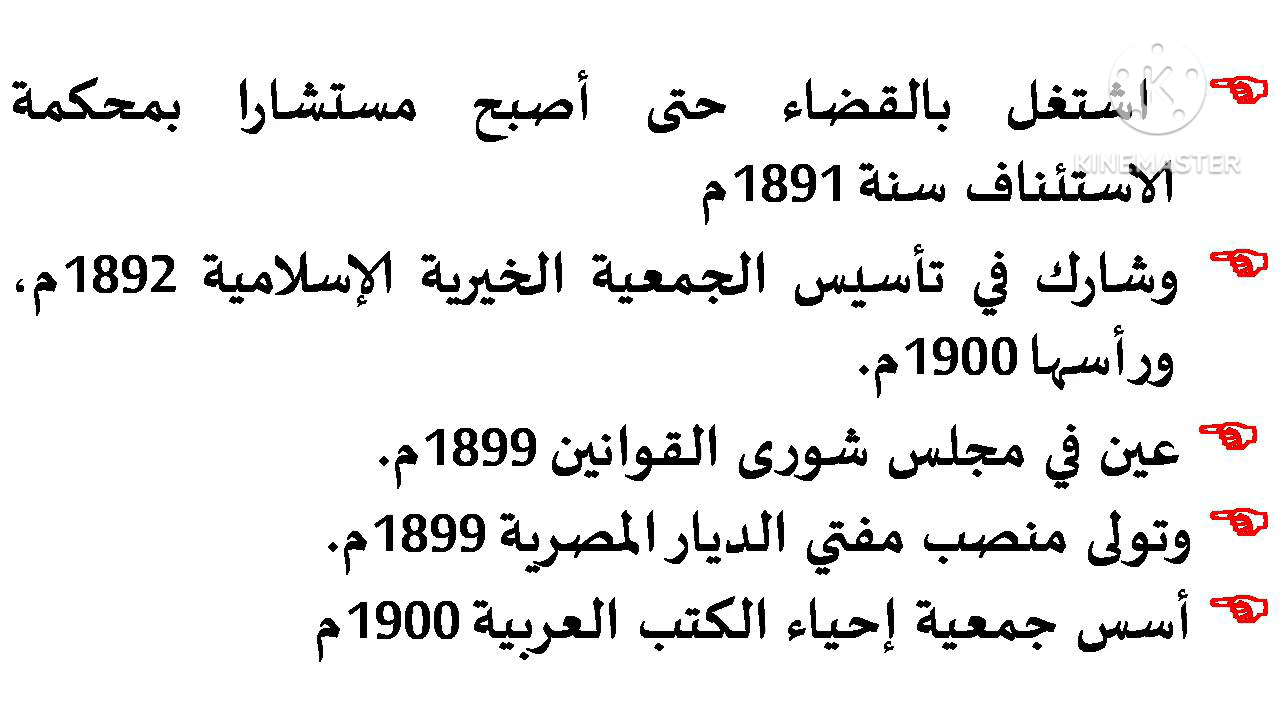 اشتغل بالقضاء حتى أصبح مستشارا بمحكمة
الاستئناف سنة 1891م
وشارك في تأسيس الجمعية الخيرية الإسلامية 1892م،
ورأسها 1900م.
عين في مجلس شورى القوانين 1899م.
وتولى منصب مفتي الديار المصرية 1899م.
أسس جمعية إحياء الكتب العربية 1900م
KINEMASTER